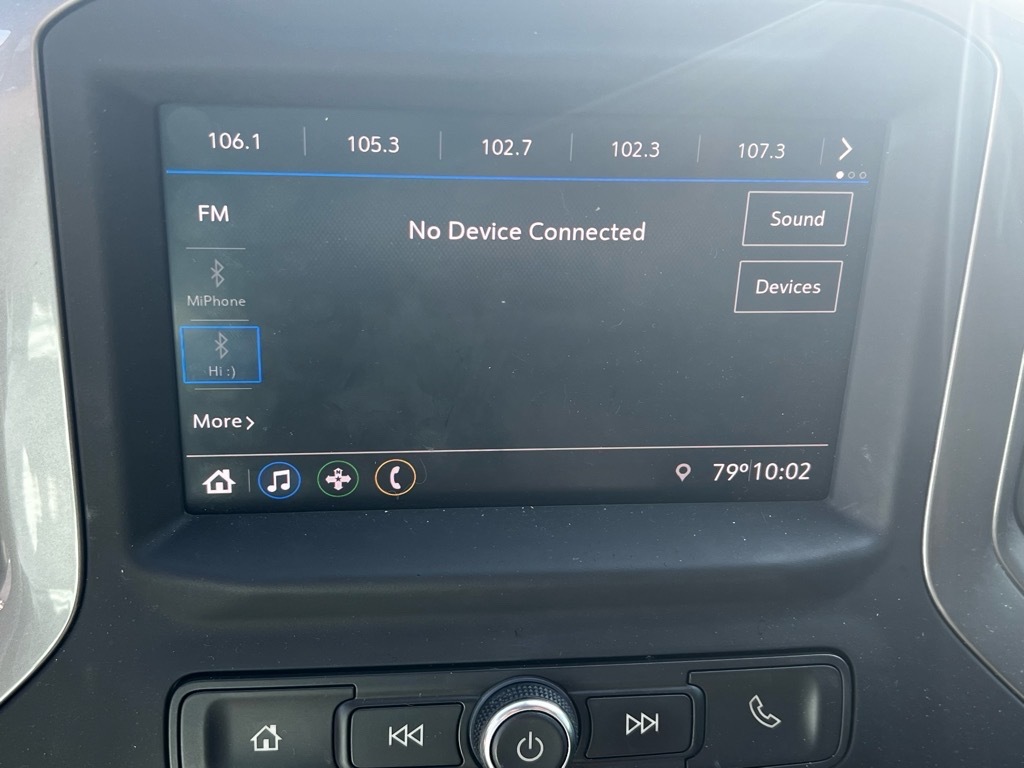 106.1 105.3 102.7 102.3 107.3
FM
No Device Connected
Sound
MiPhone
Devices
Hi :)
More
79° 10:02